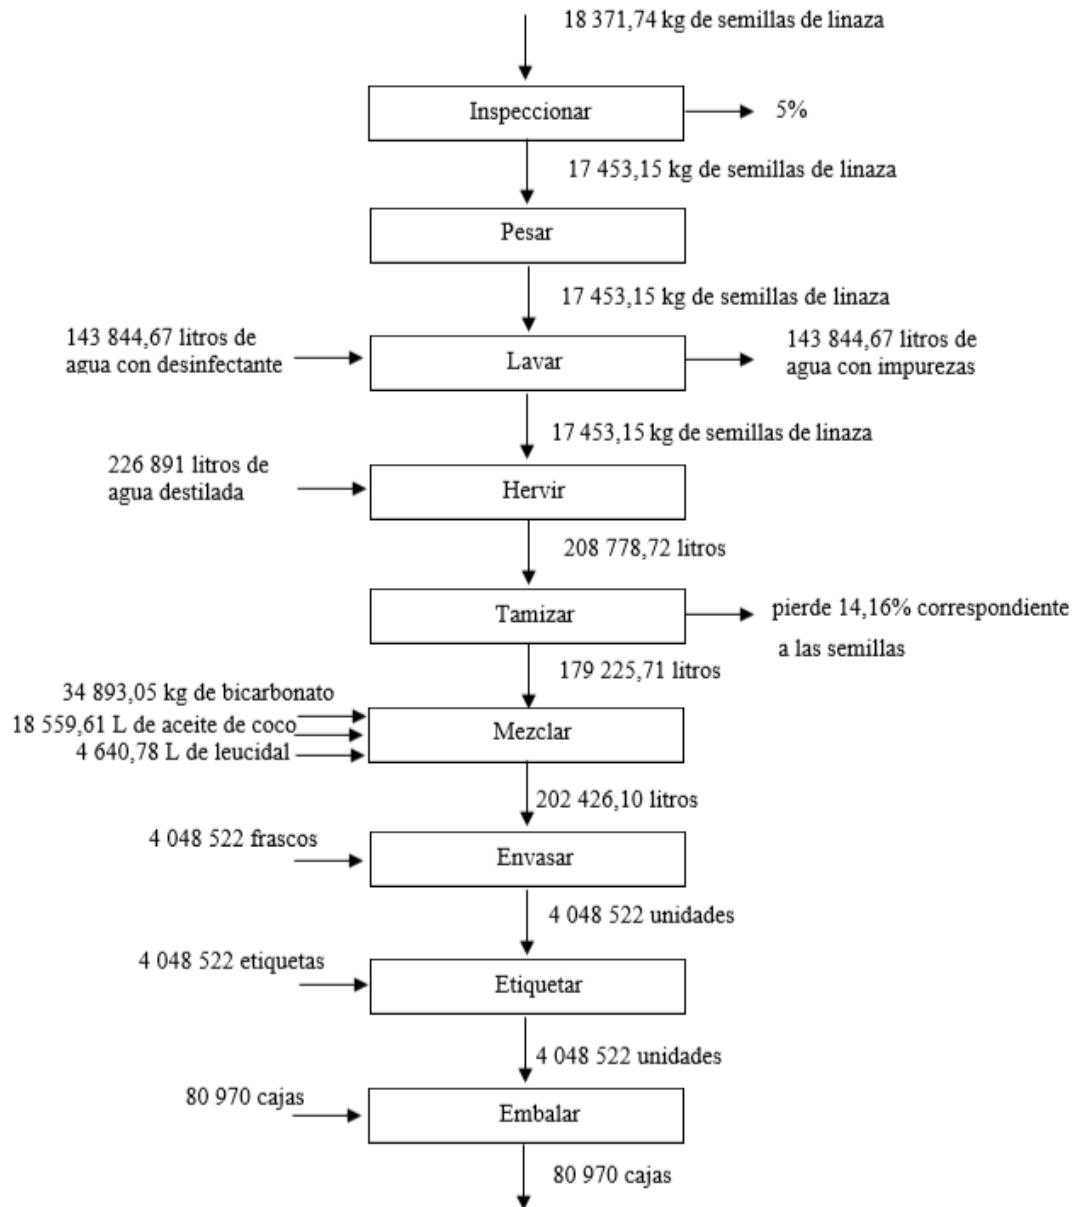 18 371,74 kg de semillas de linaza
Inspeccionar
5%
17 453,15 kg de semillas de linaza
Pesar
17 453,15 kg de semillas de linaza
143 844,67 litros de
agua con desinfectante
Lavar
143 844,67 litros de
agua con impurezas
17 453,15 kg de semillas de linaza
226 891 litros de
agua destilada
Hervir
208 778,72 litros
Tamizar
pierde 14,16% correspondiente
a las semillas
179 225,71 litros
34 893,05 kg de bicarbonato
18 559,61 L de aceite de coco
4 640,78 L de leucidal
Mezclar
202 426,10 litros
4 048 522 frascos
Envasar
4 048 522 unidades
4 048 522 etiquetas
Etiquetar
4 048 522 unidades
80 970 cajas
Embalar
80 970 cajas